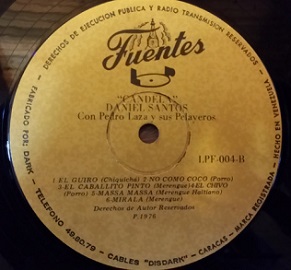 DERECHOS DE EJECUCION PUBLICA Y RADIO TRANSMISION RESERVADOS
HECHO EN VENEZUELA
Fuentes
"CANDELA"
DANIEL SANTOS
Con Pedro Laza y sus Pelayeros
LPF-004-B
1.EL GUIRO (Chiquichá) 2-NO COMO COCO (Porro)
3-EL CABALLITO PINTO (Merengue) 4-EL CHIVO
(Porro) 5-MASSA MASSA (Merengue Haitiano)
6-MIRALA (Merengue)
Derechos de Autor Reservados
P.1976
FABRICADO POR: DARK - TELEFONO 49.80.79 - CABLES "DISDARK" - CARACAS - MARCA REGISTRADA